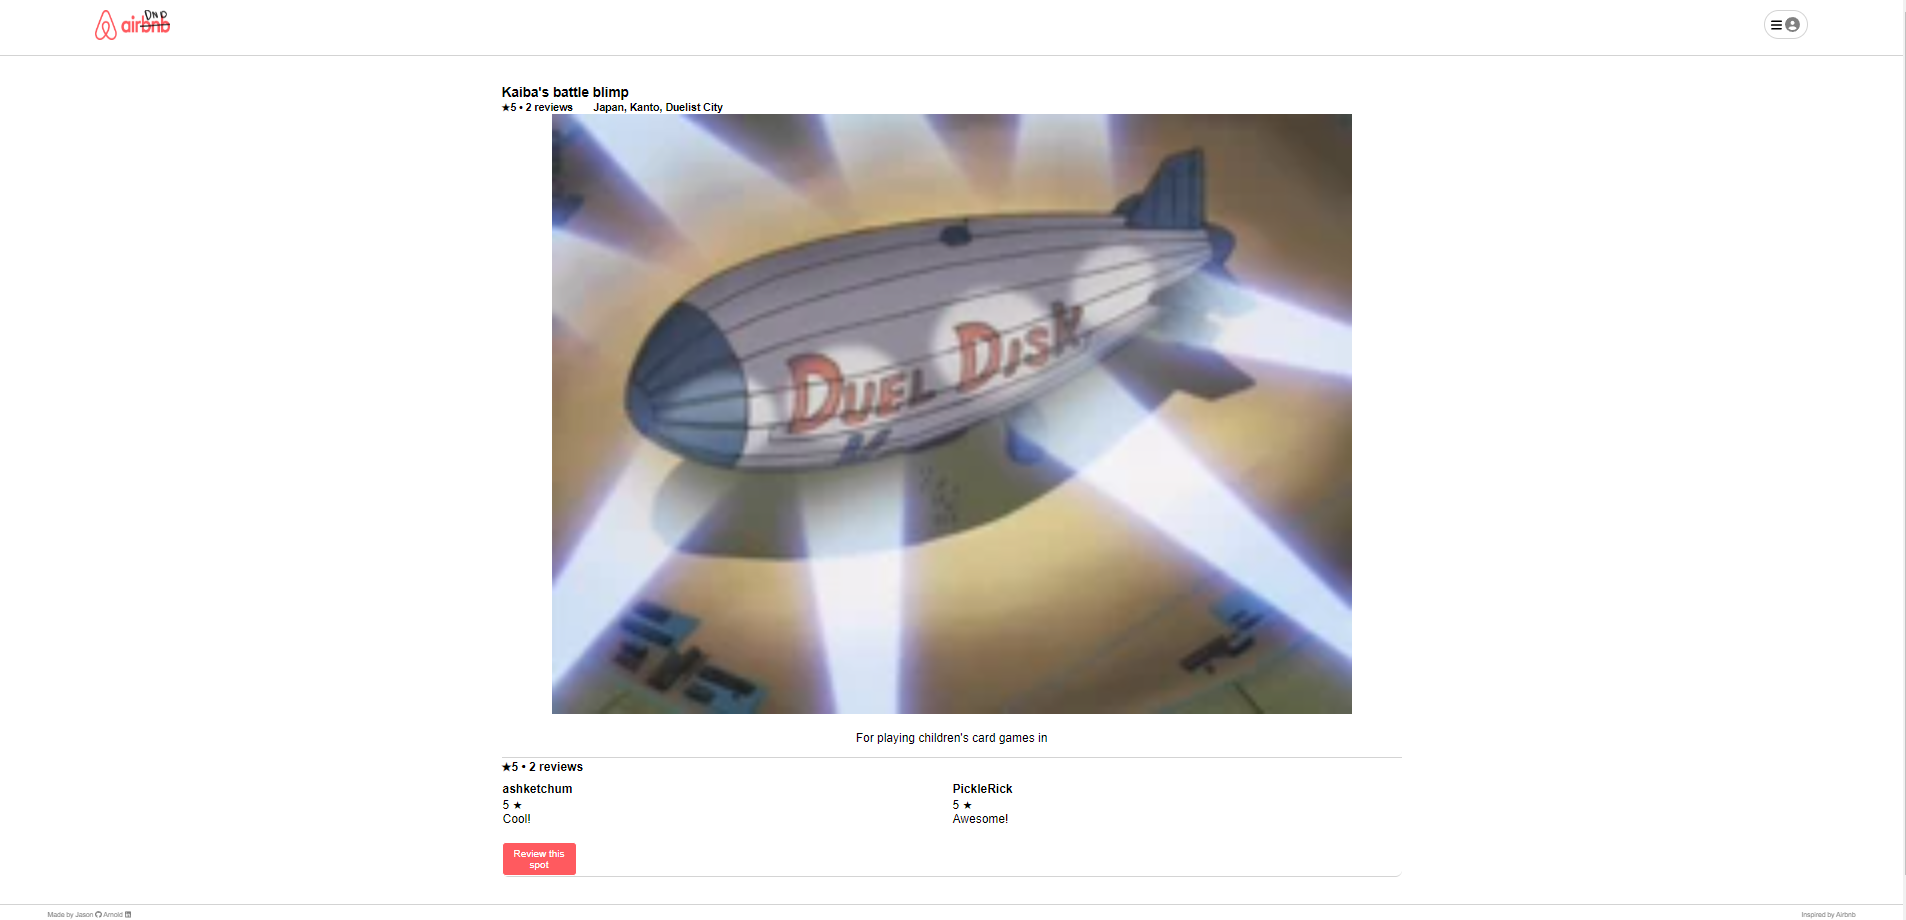 DND
airbnb
Kaiba's battle blimp
★5 • 2 reviews Japan, Kanto, Duelist City
DUEL DISK
For playing children's card games in
★5 • 2 reviews
ashketchum
5 ★
Cool!
PickleRick
5 ★
Awesome!
Review this
spot
Made by Jason Arnold
Inspired by Airbnb